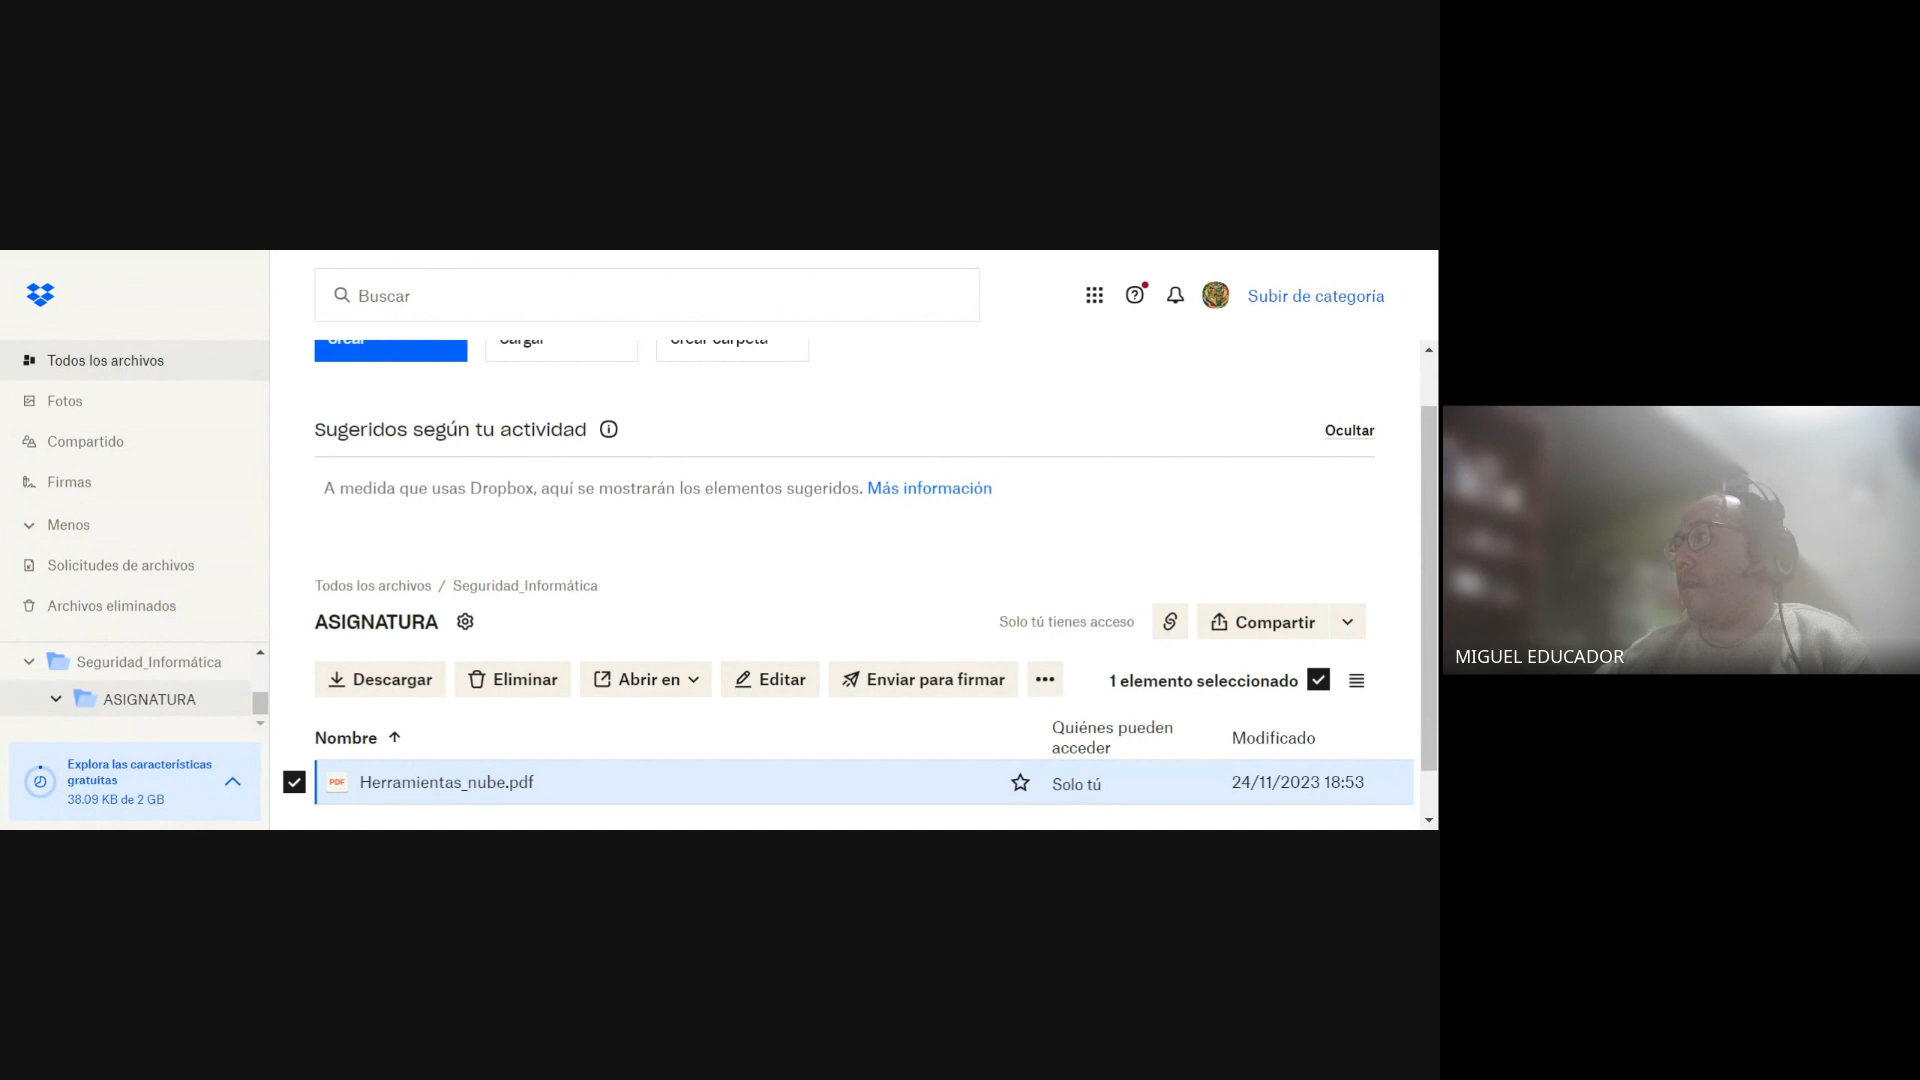 Buscar
Subir de categoría
Todos los archivos
Fotos
Compartido
Firmas
Menos
Solicitudes de archivos
Archivos eliminados
Seguridad_Informática
ASIGNATURA
Explora las características
gratuitas
38.09 KB de 2 GB
Crear
Cargar
Crear carpeta
Sugeridos según tu actividad
Ocultar
A medida que usas Dropbox, aquí se mostrarán los elementos sugeridos. Más información
Todos los archivos / Seguridad_Informática
ASIGNATURA
Solo tú tienes acceso
Compartir
Descargar
Eliminar
Abrir en
Editar
Enviar para firmar
1 elemento seleccionado
Nombre
Quiénes pueden
acceder
Modificado
PDF
Herramientas_nube.pdf
Solo tú
24/11/2023 18:53
MIGUEL EDUCADOR